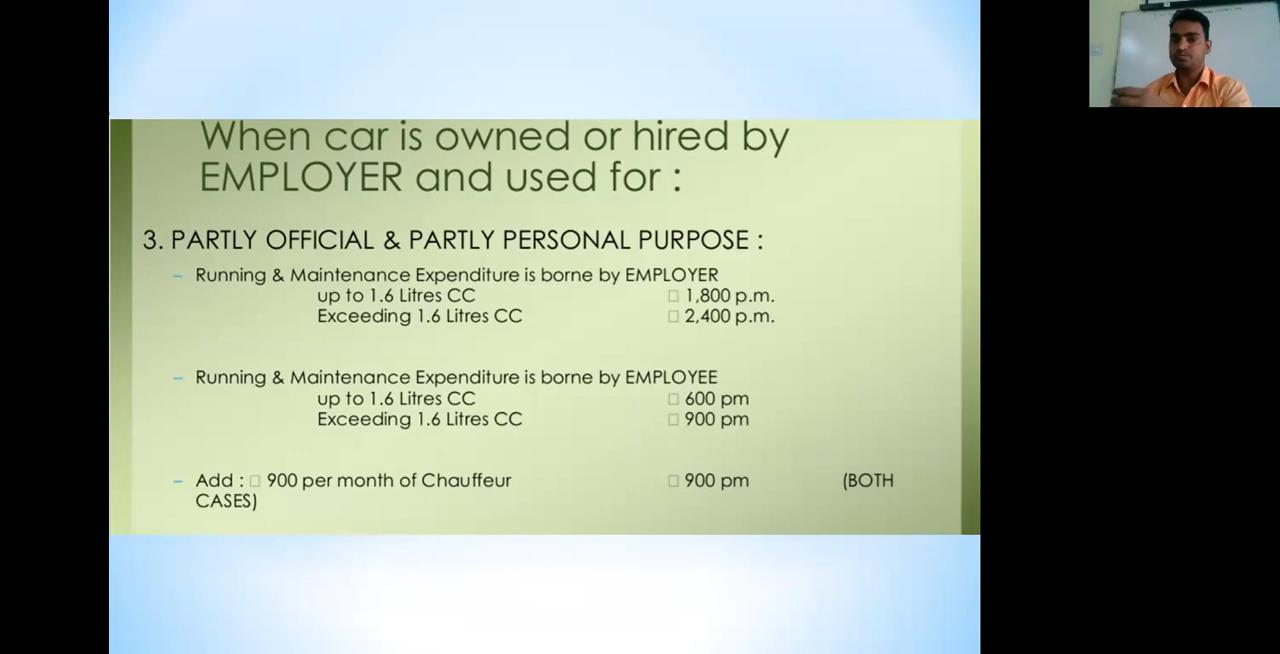 When car is owned or hired by
EMPLOYER and used for :
3. PARTLY OFFICIAL & PARTLY PERSONAL PURPOSE :
– Running & Maintenance Expenditure is borne by EMPLOYER
up to 1.6 Litres CC □ 1,800 p.m.
Exceeding 1.6 Litres CC □ 2,400 p.m.
– Running & Maintenance Expenditure is borne by EMPLOYEE
up to 1.6 Litres CC □ 600 pm
Exceeding 1.6 Litres CC □ 900 pm
– Add : □ 900 per month of Chauffeur □ 900 pm (BOTH
CASES)